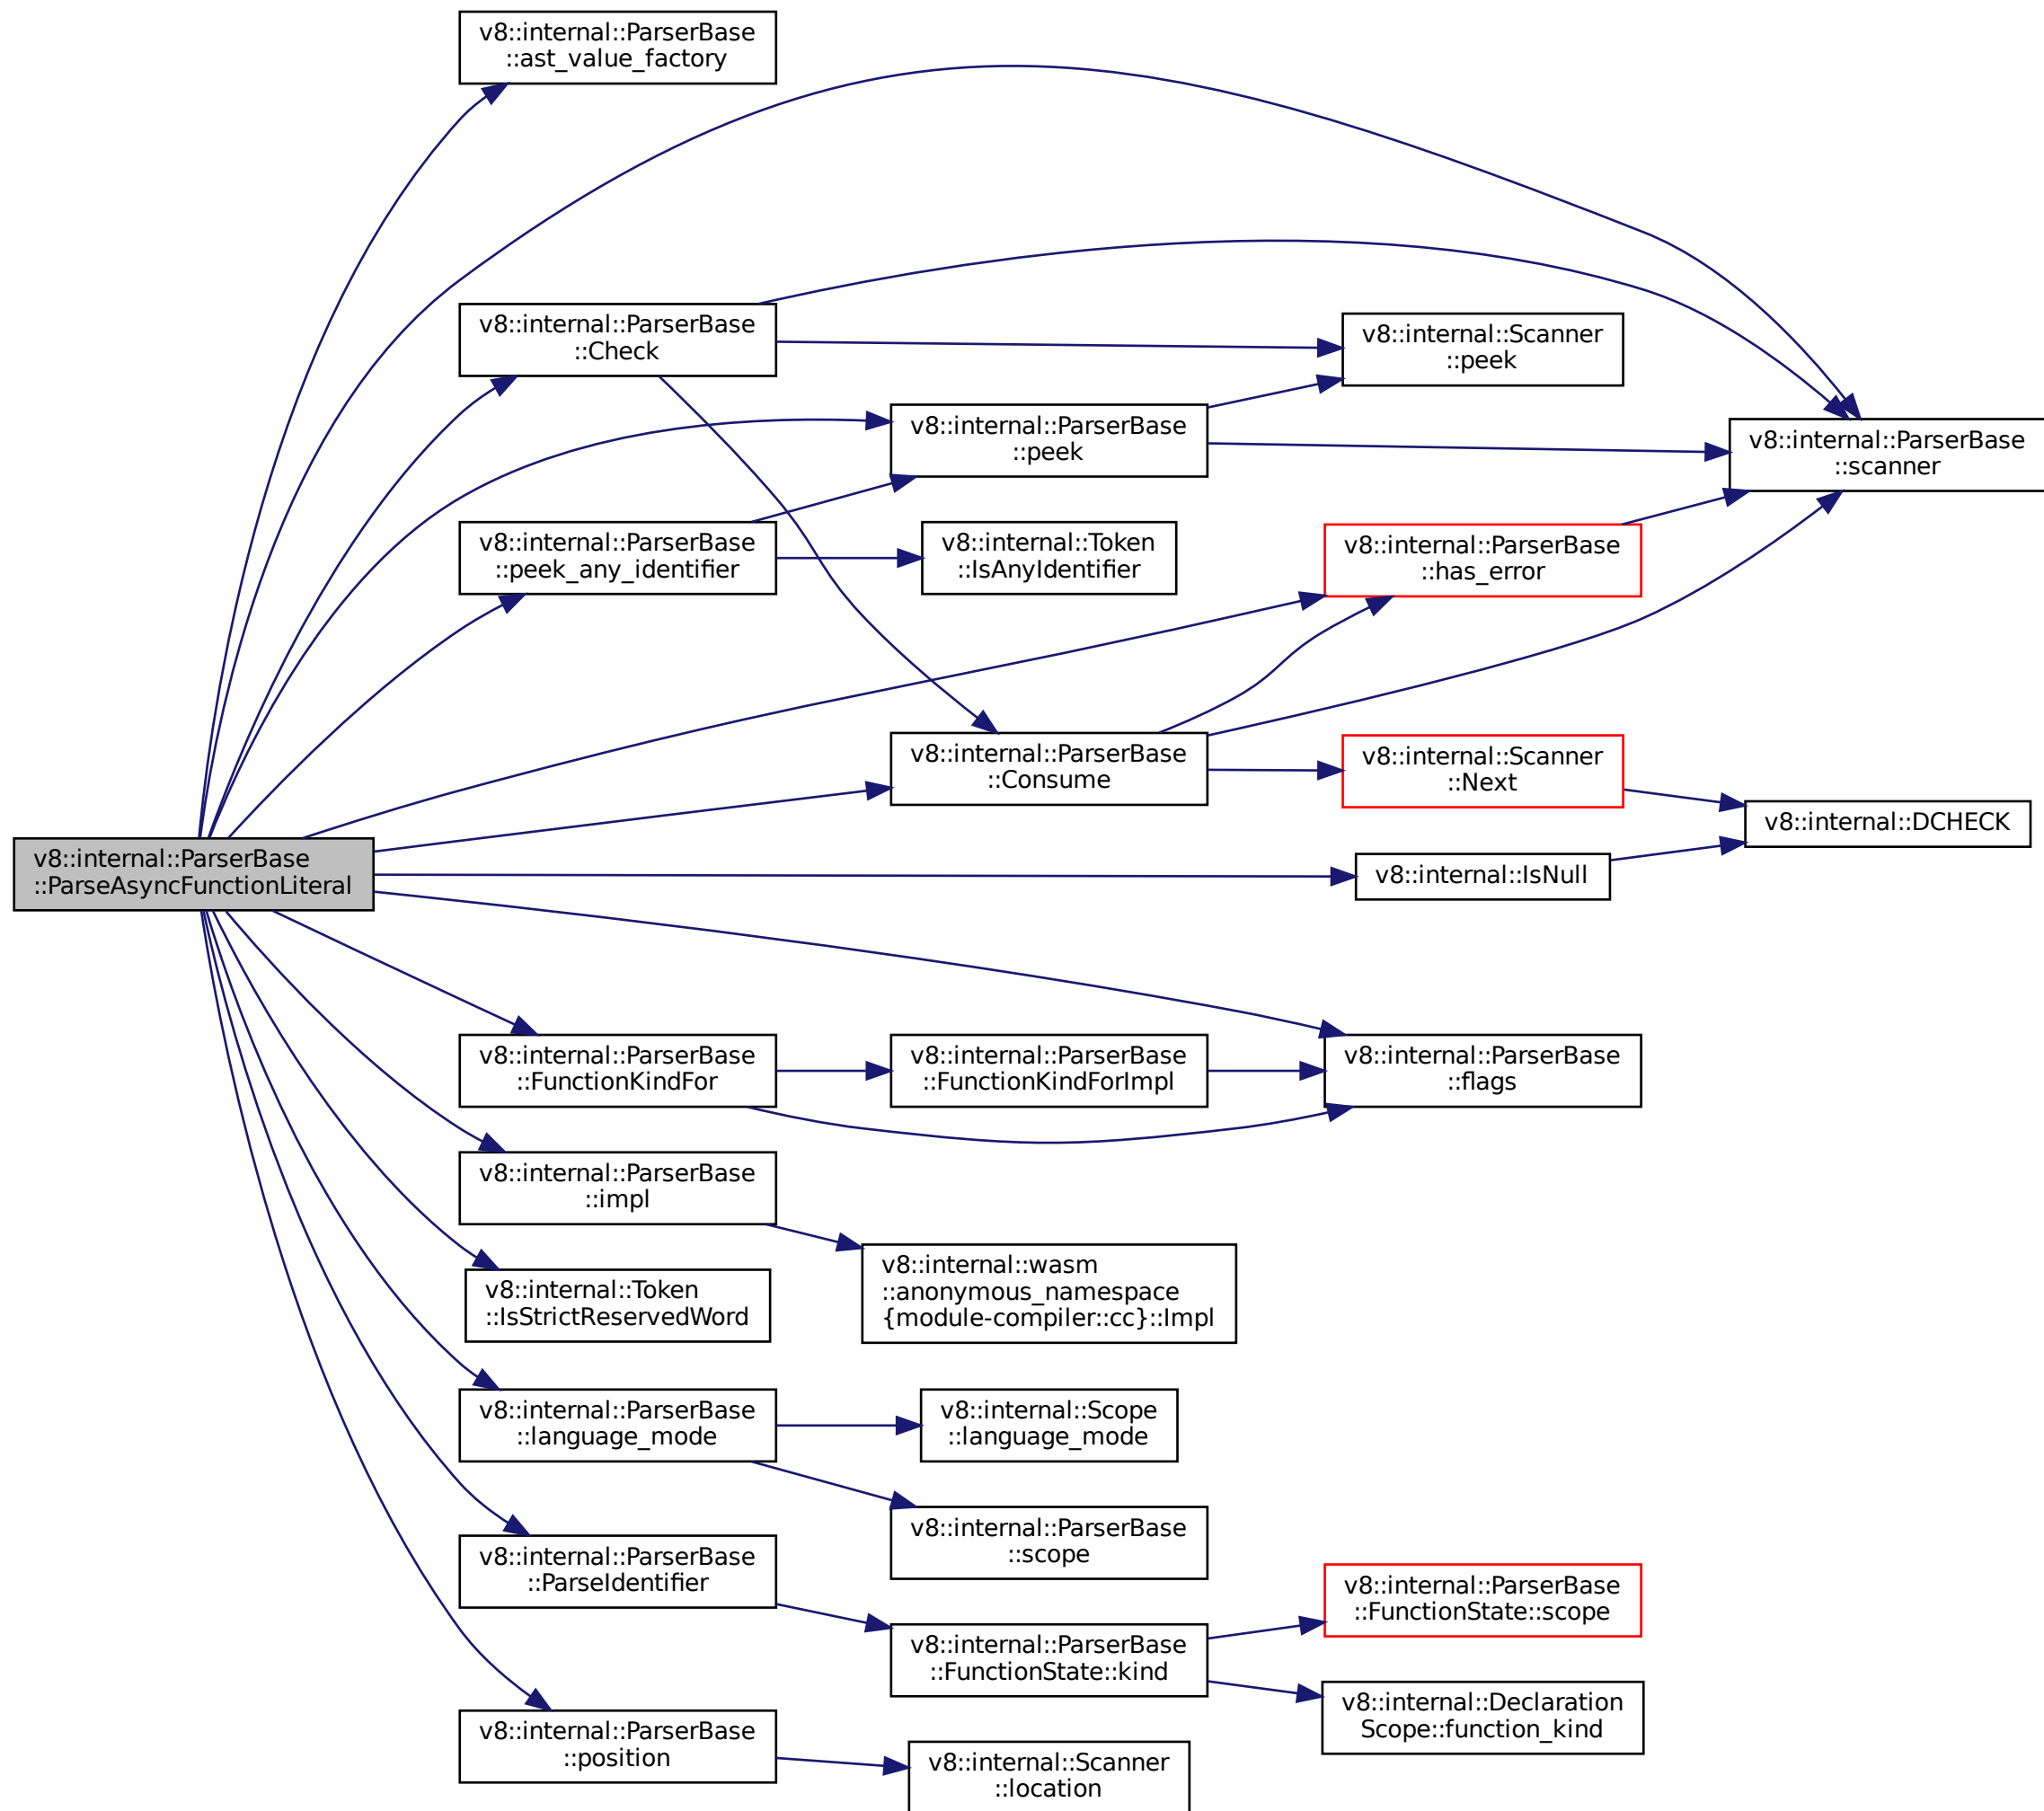 v8::internal::ParserBase
::ast_value_factory
v8::internal::ParserBase
::Check
v8::internal::Scanner
::peek
v8::internal::ParserBase
::peek
v8::internal::ParserBase
::scanner
v8::internal::ParserBase
::peek_any_identifier
v8::internal::Token
::IsAnyIdentifier
v8::internal::ParserBase
::has_error
v8::internal::ParserBase
::Consume
v8::internal::Scanner
::Next
v8::internal::DCHECK
v8::internal::ParserBase
::ParseAsyncFunctionLiteral
v8::internal::IsNull
v8::internal::ParserBase
::FunctionKindFor
v8::internal::ParserBase
::FunctionKindForImpl
v8::internal::ParserBase
::flags
v8::internal::ParserBase
::impl
v8::internal::wasm
::anonymous_namespace
{module-compiler::cc}::Impl
v8::internal::Token
::IsStrictReservedWord
v8::internal::ParserBase
::language_mode
v8::internal::Scope
::language_mode
v8::internal::ParserBase
::scope
v8::internal::ParserBase
::ParseIdentifier
v8::internal::ParserBase
::FunctionState::scope
v8::internal::ParserBase
::FunctionState::kind
v8::internal::Declaration
Scope::function_kind
v8::internal::ParserBase
::position
v8::internal::Scanner
::location